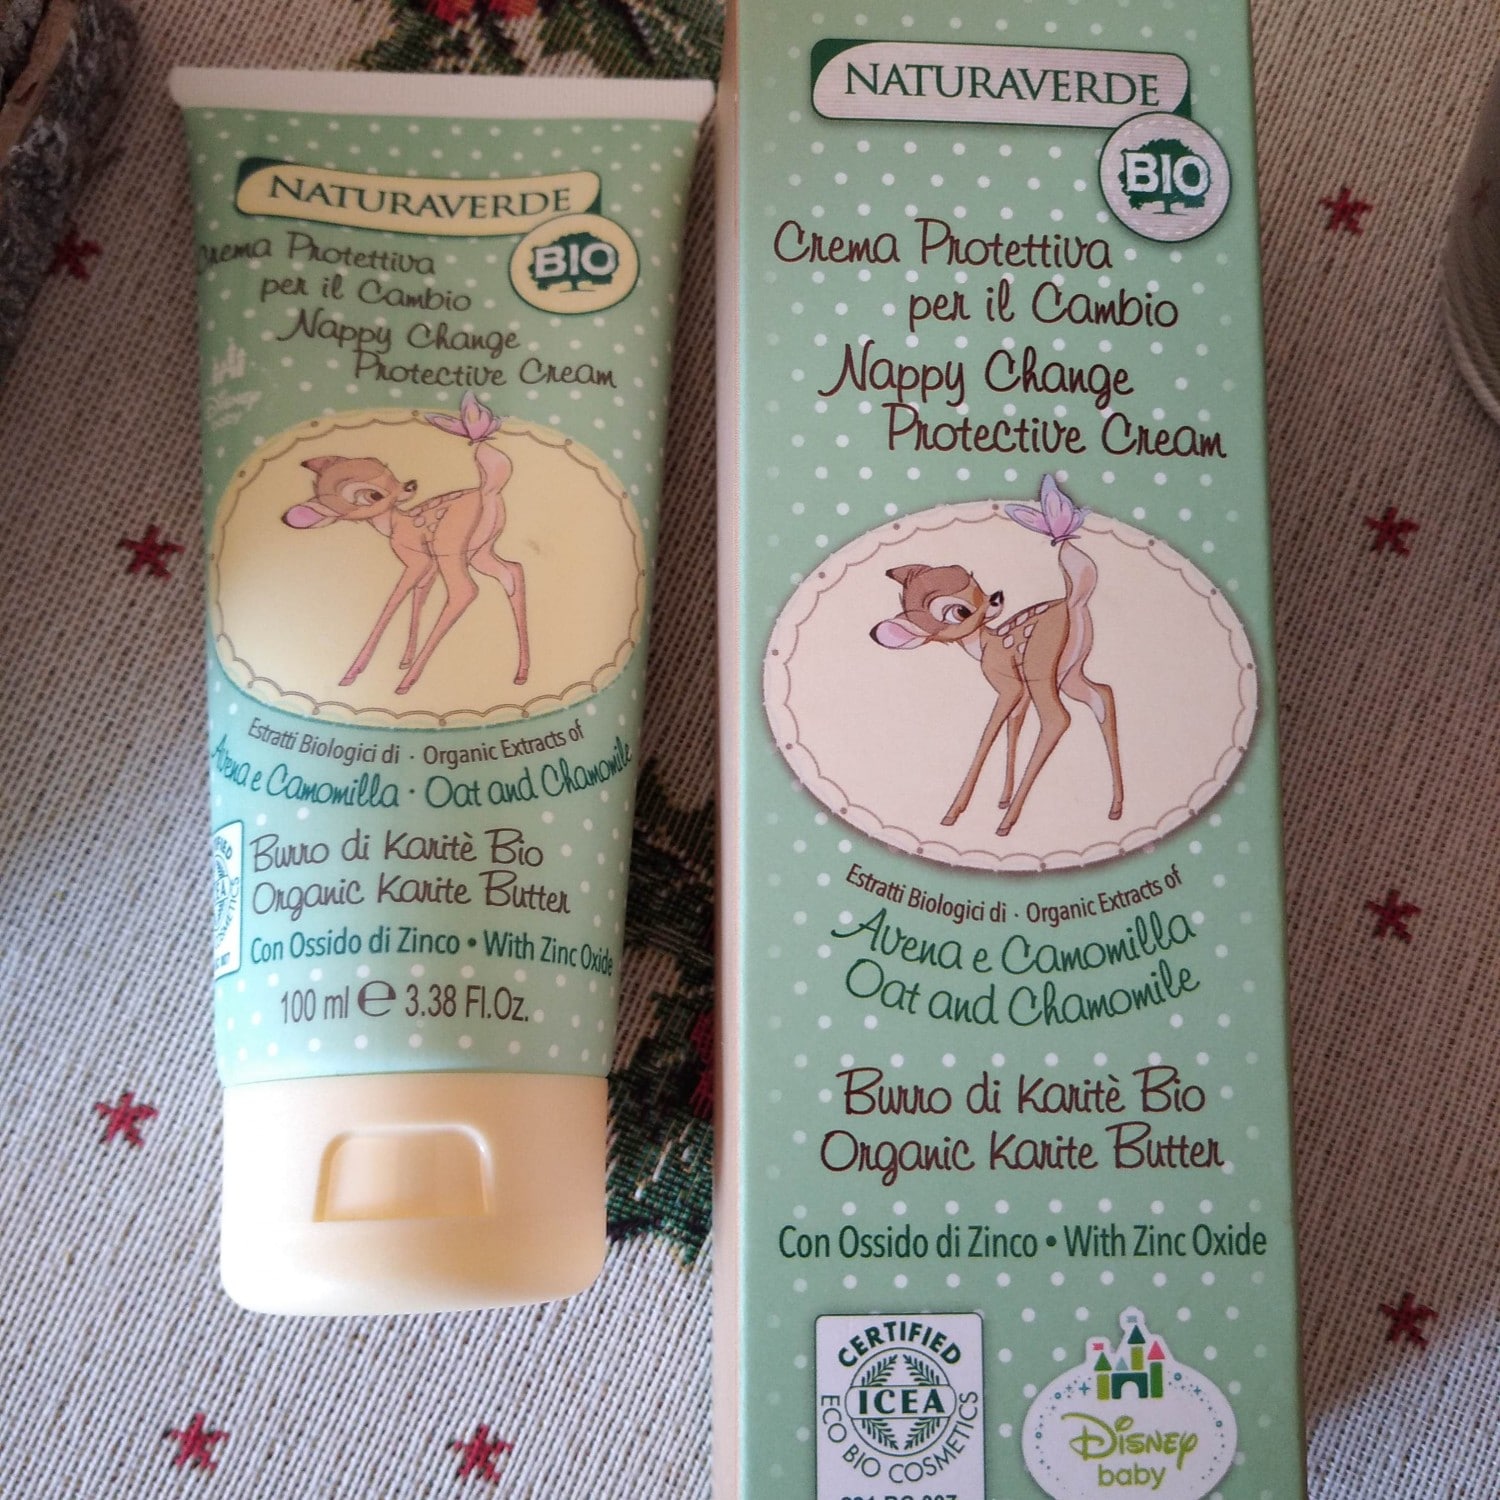 NATURAVERDE
BIO
Crema Protettiva
per il Cambio
Nappy Change
Protective Cream
Disney
baby
Estratti Biologici di · Organic Extracts of
Avena e Camomilla · Oat and Chamomile
Burro di Karitè Bio
Organic Karite Butter
Con Ossido di Zinco • With Zinc Oxide
100 ml ℮ 3.38 Fl.Oz.
NATURAVERDE
BIO
Crema Protettiva
per il Cambio
Nappy Change
Protective Cream
Estratti Biologici di · Organic Extracts of
Avena e Camomilla
Oat and Chamomile
Burro di Karitè Bio
Organic Karite Butter
Con Ossido di Zinco • With Zinc Oxide
CERTIFIED
ICEA
ECO BIO COSMETICS
Disney
baby